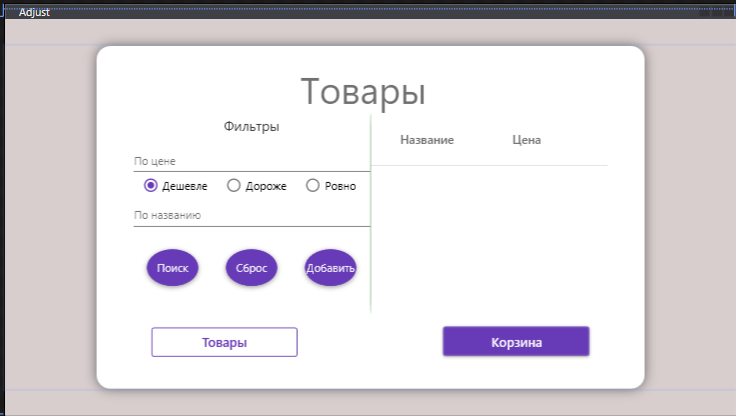 Adjust
Товары
Фильтры
По цене
Дешевле Дороже Ровно
По названию
Поиск Сброс Добавить
Название Цена
Товары
Корзина